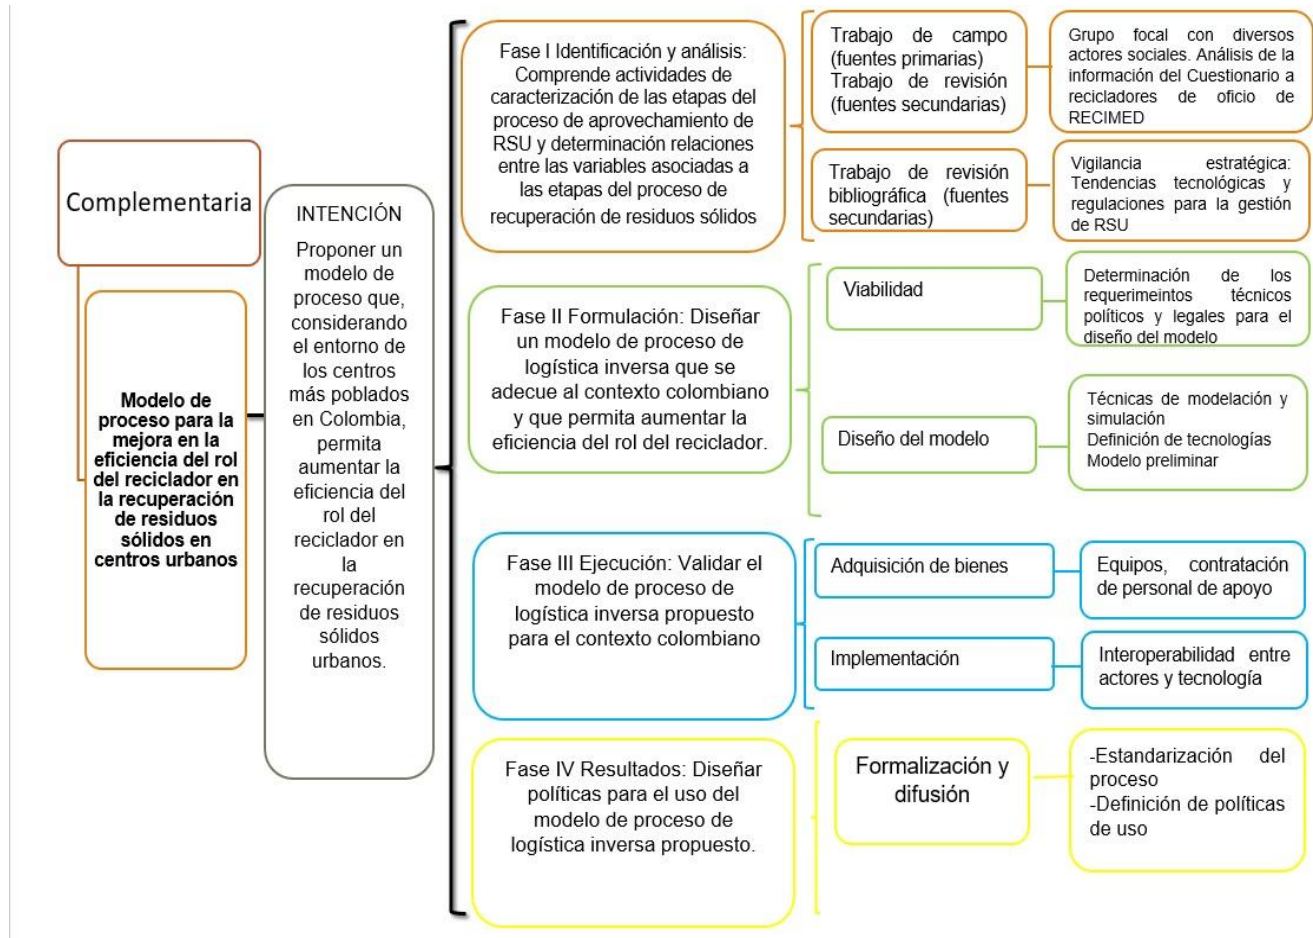 Complementaria
Modelo de
proceso para la
mejora en la
eficiencia del rol
del reciclador en
la recuperación
de residuos
sólidos en
centros urbanos
INTENCIÓN
Proponer un
modelo de
proceso que,
considerando
el entorno de
los centros
más poblados
en Colombia,
permita
aumentar la
eficiencia del
rol del
reciclador en
la
recuperación
de residuos
sólidos
urbanos.
Fase I Identificación y análisis:
Comprende actividades de
caracterización de las etapas del
proceso de aprovechamiento de
RSU y determinación relaciones
entre las variables asociadas a
las etapas del proceso de
recuperación de residuos sólidos
Trabajo de campo
(fuentes primarias)
Trabajo de revisión
(fuentes secundarias)
Grupo focal con diversos
actores sociales. Análisis de la
información del Cuestionario a
recicladores de oficio de
RECIMED
Trabajo de revisión
bibliográfica (fuentes
secundarias)
Vigilancia estratégica:
Tendencias tecnológicas y
regulaciones para la gestión
de RSU
Fase II Formulación: Diseñar
un modelo de proceso de
logística inversa que se
adecue al contexto colombiano
y que permita aumentar la
eficiencia del rol del reciclador.
Viabilidad
Determinación de los
requerimeintos técnicos
políticos y legales para el
diseño del modelo
Diseño del modelo
Técnicas de modelación y
simulación
Definición de tecnologías
Modelo preliminar
Fase III Ejecución: Validar el
modelo de proceso de
logística inversa propuesto
para el contexto colombiano
Adquisición de bienes
Equipos, contratación
de personal de apoyo
Implementación
Interoperabilidad entre
actores y tecnología
Fase IV Resultados: Diseñar
políticas para el uso del
modelo de proceso de
logística inversa propuesto.
Formalización y
difusión
-Estandarización del
proceso
-Definición de políticas
de uso